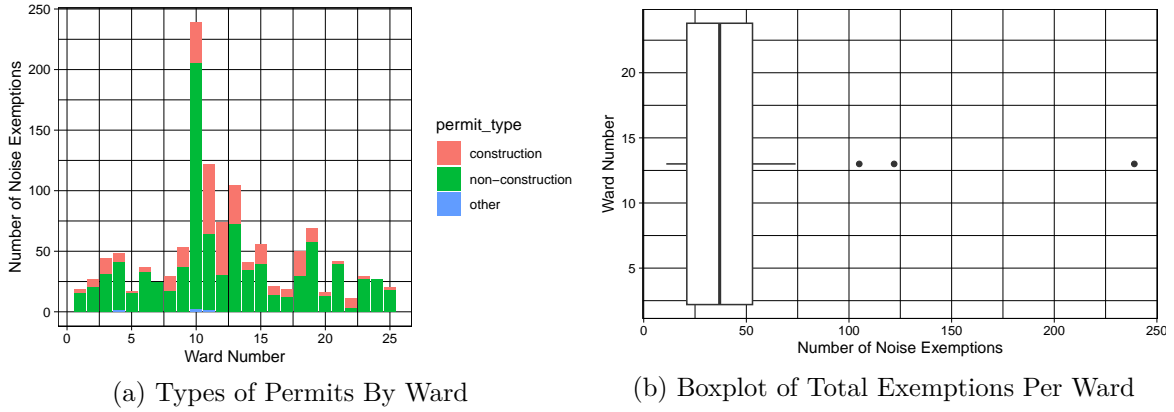 250
200
150
100
50
0
Number of Noise Exemptions
0 5 10 15 20 25
Ward Number
permit_type
construction
non−construction
other
(a) Types of Permits By Ward
20
15
10
5
Ward Number
0 50 100 150 200 250
Number of Noise Exemptions
(b) Boxplot of Total Exemptions Per Ward